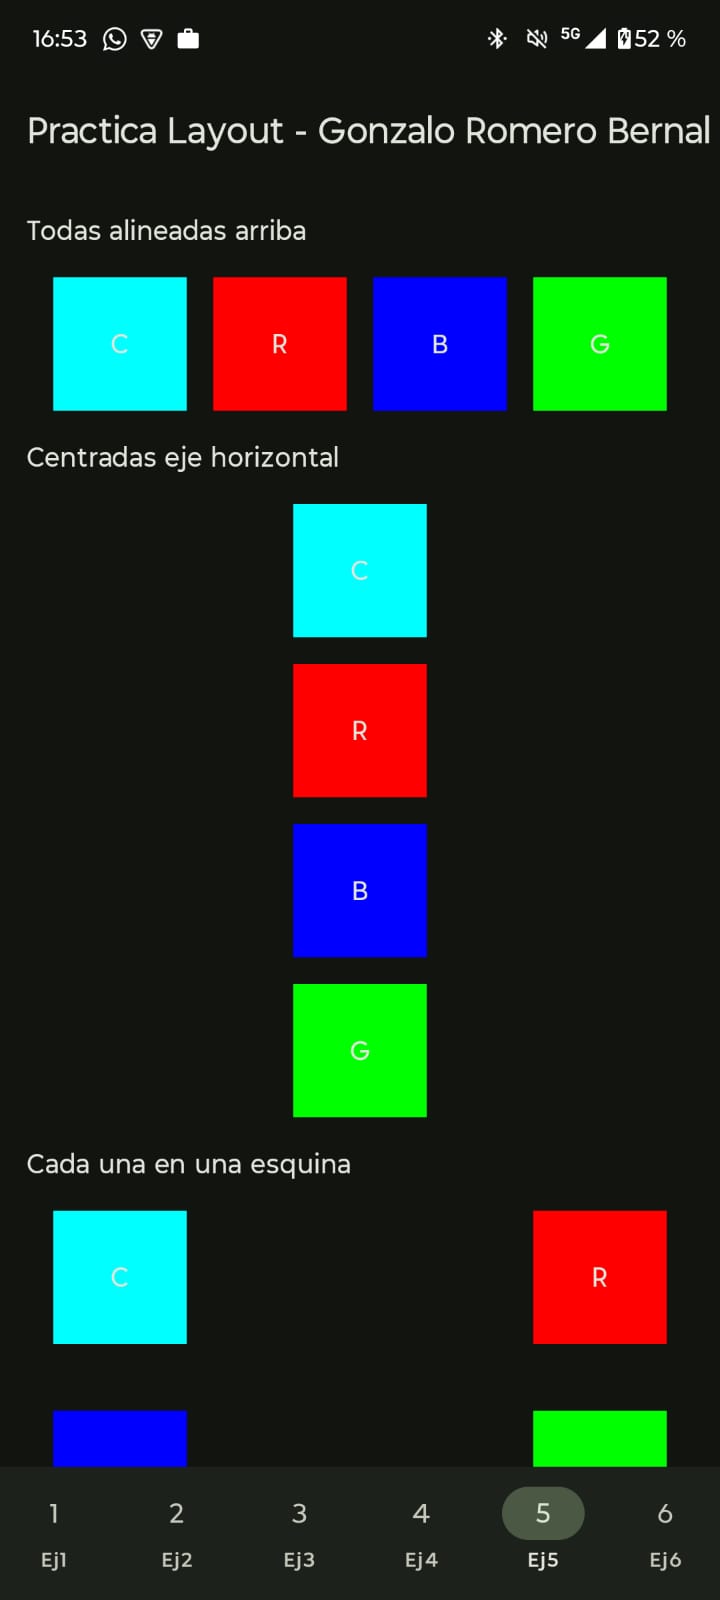 16:53 5G 52 %
Practica Layout - Gonzalo Romero Bernal
Todas alineadas arriba
C R B G
Centradas eje horizontal
C
R
B
G
Cada una en una esquina
C R
1 2 3 4 5 6
Ej1 Ej2 Ej3 Ej4 Ej5 Ej6